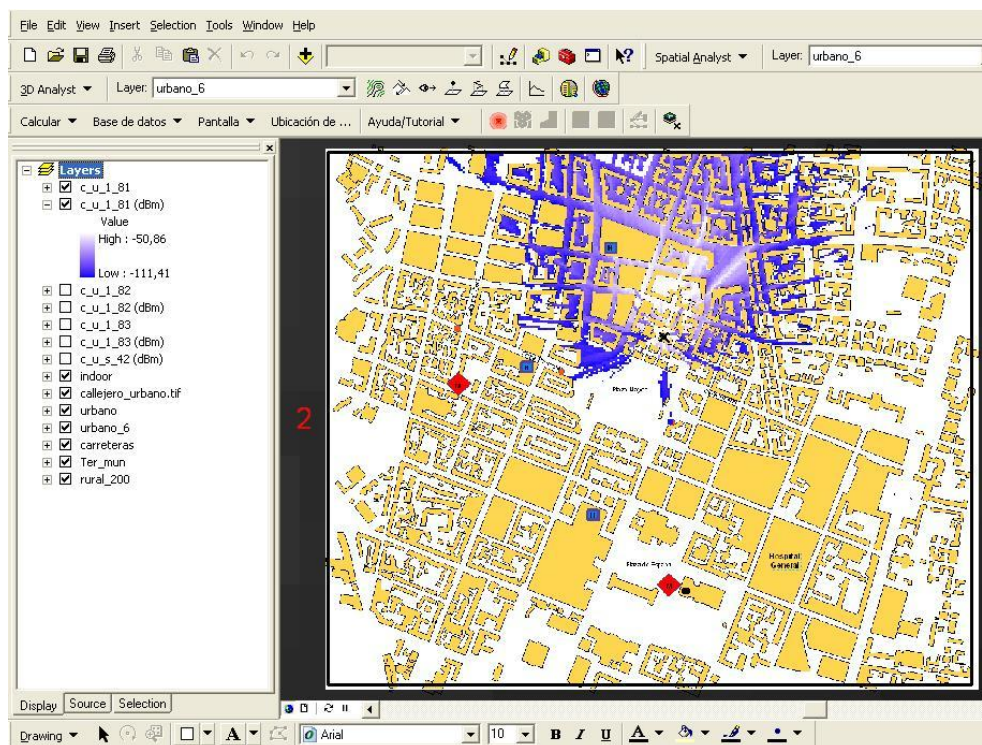 File Edit View Insert Selection Tools Window Help
Spatial Analyst Layer: urbano_6
3D Analyst Layer: urbano_6
Calcular Base de datos Pantalla Ubicación de ... Ayuda/Tutorial
Layers
c_u_1_81
c_u_1_81 (dBm)
Value
High : -50,86
Low : -111,41
c_u_1_82
c_u_1_82 (dBm)
c_u_1_83
c_u_1_83 (dBm)
c_u_s_42 (dBm)
indoor
callejero_urbano.tif
urbano
urbano_6
carreteras
Ter_mun
rural_200
2
Hospital
General
Display Source Selection
Drawing A Arial 10 B I U A